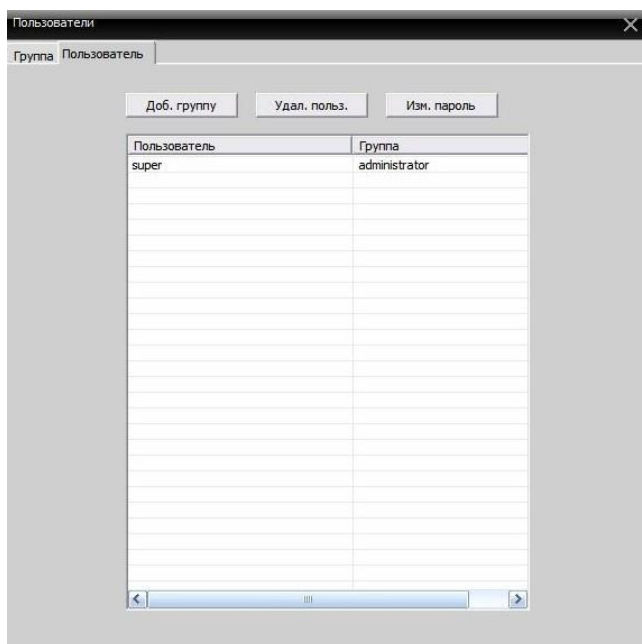 Пользователи
Группа Пользователь
Доб. группу Удал. польз. Изм. пароль
Пользователь Группа
super administrator